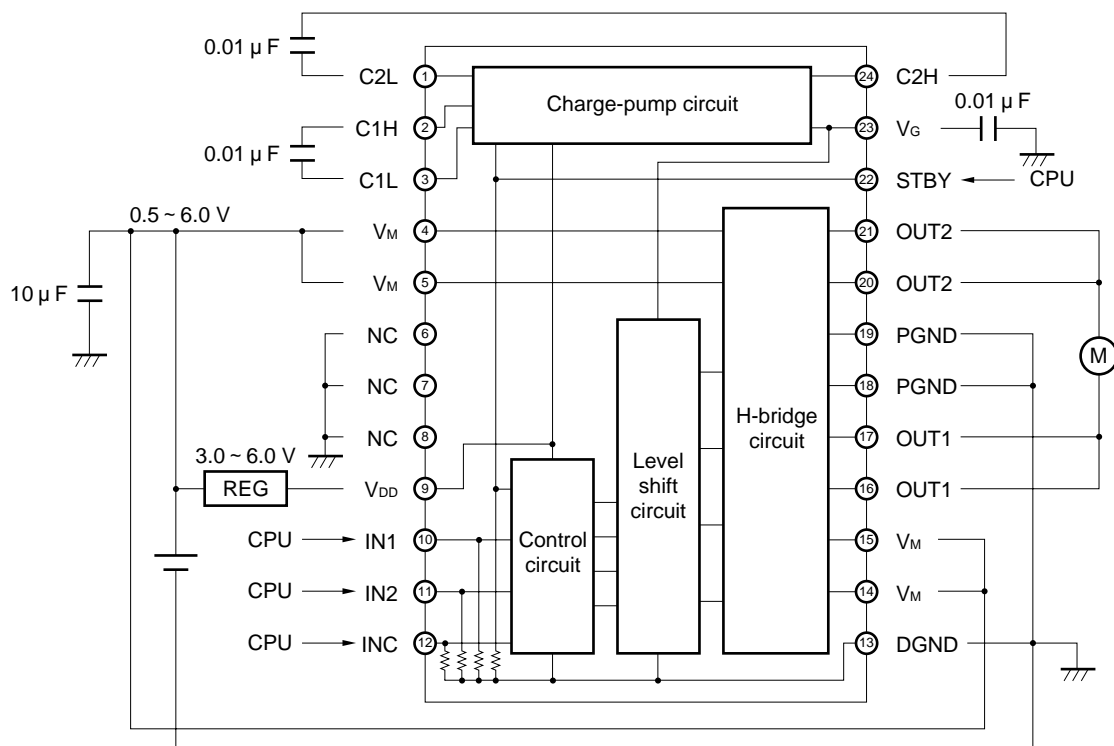 0.01 µ F
C2L
1
Charge-pump circuit
24
C2H
0.01 µ F
C1H
2
23
VG
0.01 µ F
C1L
3
22
STBY
CPU
0.5 ~ 6.0 V
VM
4
21
OUT2
10 µ F
VM
5
20
OUT2
NC
6
19
PGND
M
NC
7
18
PGND
H-bridge
circuit
NC
8
17
OUT1
3.0 ~ 6.0 V
REG
VDD
9
Level
shift
circuit
16
OUT1
CPU
IN1
10
Control
circuit
15
VM
CPU
IN2
11
14
VM
CPU
INC
12
13
DGND